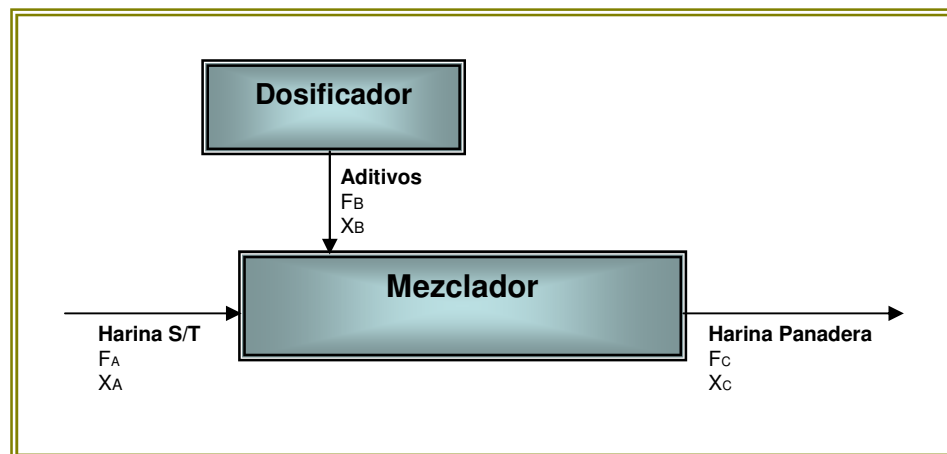 Dosificador
Aditivos
FB
XB
Mezclador
Harina S/T
FA
XA
Harina Panadera
FC
XC